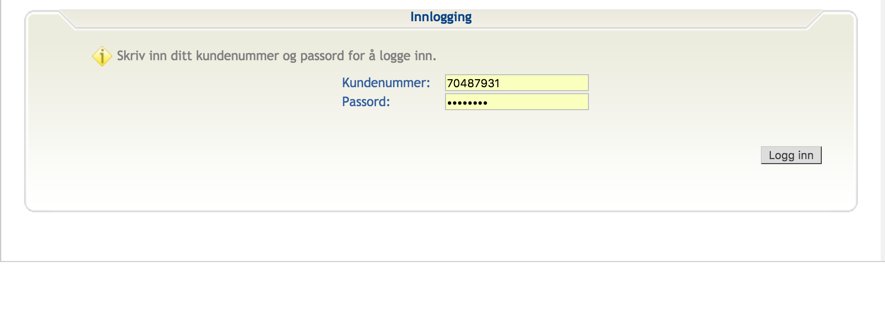 Innlogging
Skriv inn ditt kundenummer og passord for å logge inn.
Kundenummer: 70487931
Passord: ••••••••
Logg inn